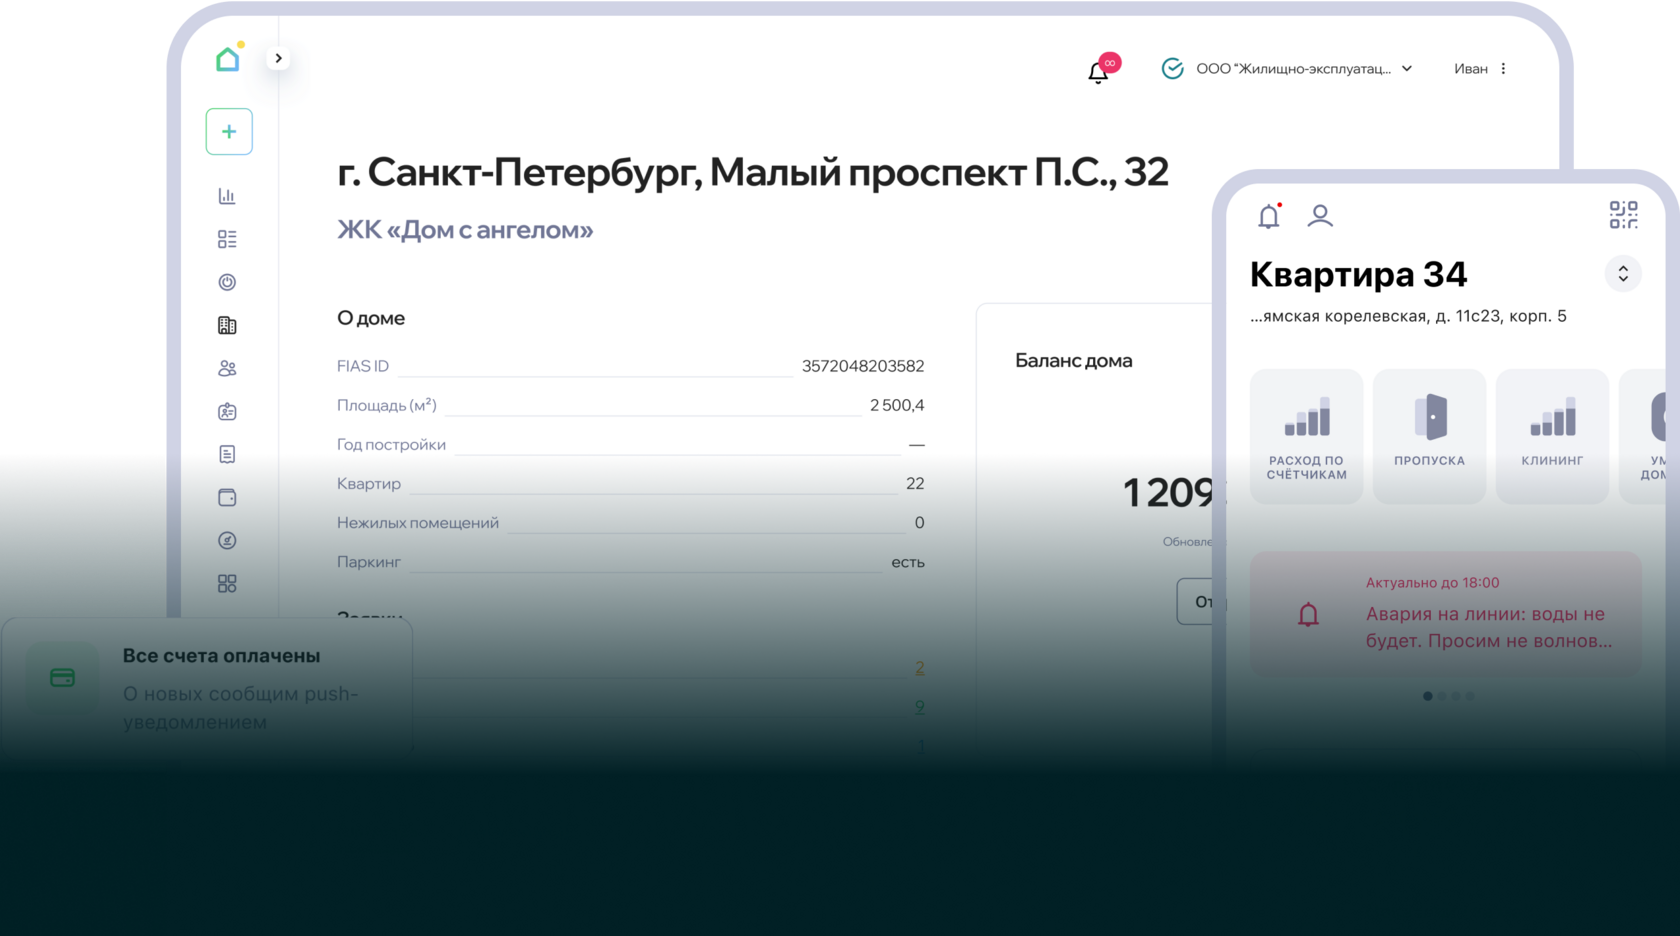 ∞
ООО “Жилищно-эксплуатац...
Иван
г. Санкт-Петербург, Малый проспект П.С., 32
ЖК «Дом с ангелом»
О доме
FIAS ID 3572048203582
Площадь (м²) 2 500,4
Год постройки —
Квартир 22
Нежилых помещений 0
Паркинг есть
Заявки
2
9
1
Баланс дома
1 209
Обновле
От
Все счета оплачены
О новых сообщим push-
уведомлением
Квартира 34
...ямская корелевская, д. 11с23, корп. 5
РАСХОД ПО
СЧЁТЧИКАМ
ПРОПУСКА
КЛИНИНГ
УМ
ДОМ
Актуально до 18:00
Авария на линии: воды не
будет. Просим не волнов...